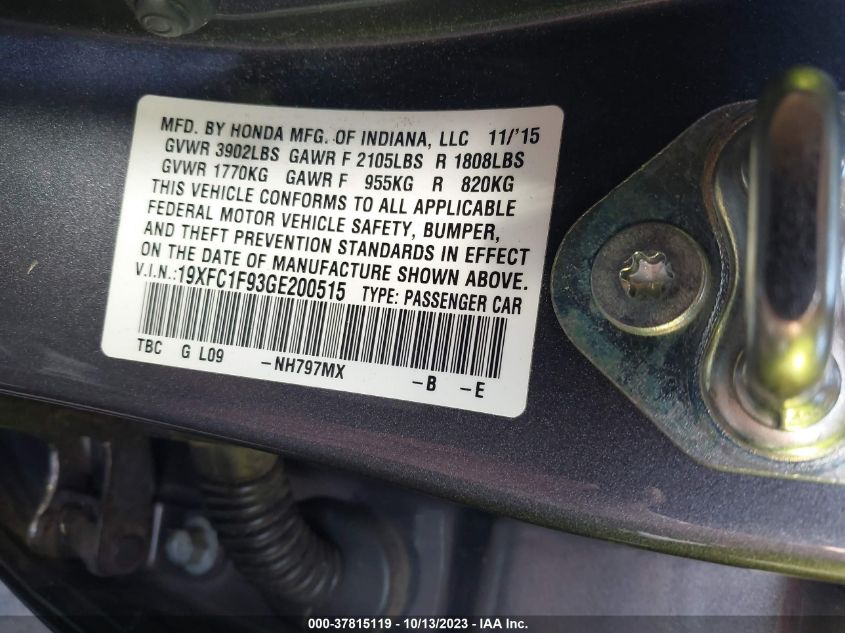 MFD. BY HONDA MFG. OF INDIANA, LLC 11/'15
GVWR 3902LBS GAWR F 2105LBS R 1808LBS
GVWR 1770KG GAWR F 955KG R 820KG
THIS VEHICLE CONFORMS TO ALL APPLICABLE
FEDERAL MOTOR VEHICLE SAFETY, BUMPER,
AND THEFT PREVENTION STANDARDS IN EFFECT
ON THE DATE OF MANUFACTURE SHOWN ABOVE.
V.I.N.:19XFC1F93GE200515 TYPE: PASSENGER CAR
TBC G L09 -NH797MX -B -E
000-37815119 - 10/13/2023 - IAA Inc.